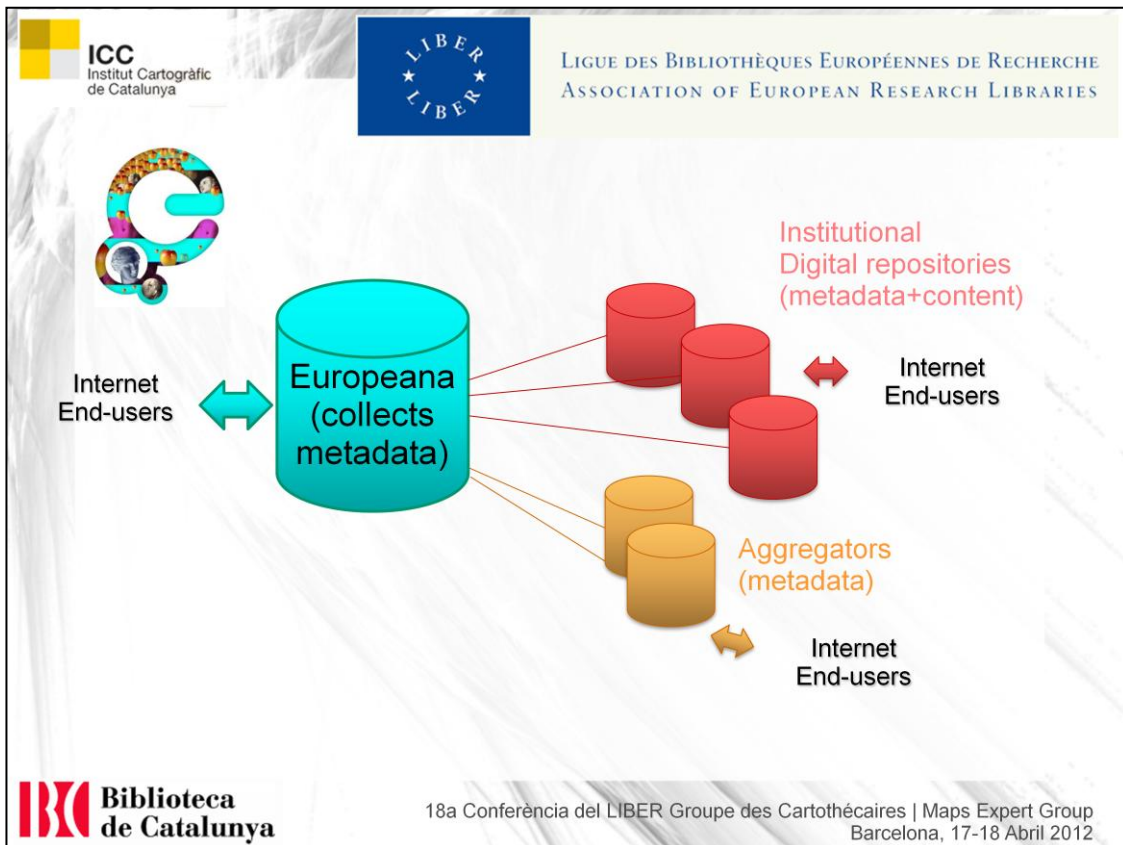 ICC
Institut Cartogràfic
de Catalunya
LIBER
LIBER
LIGUE DES BIBLIOTHÈQUES EUROPÉENNES DE RECHERCHE
ASSOCIATION OF EUROPEAN RESEARCH LIBRARIES
Institutional
Digital repositories
(metadata+content)
Internet
End-users
Europeana
(collects
metadata)
Internet
End-users
Aggregators
(metadata)
Internet
End-users
Biblioteca
de Catalunya
18a Conferència del LIBER Groupe des Cartothécaires | Maps Expert Group
Barcelona, 17-18 Abril 2012